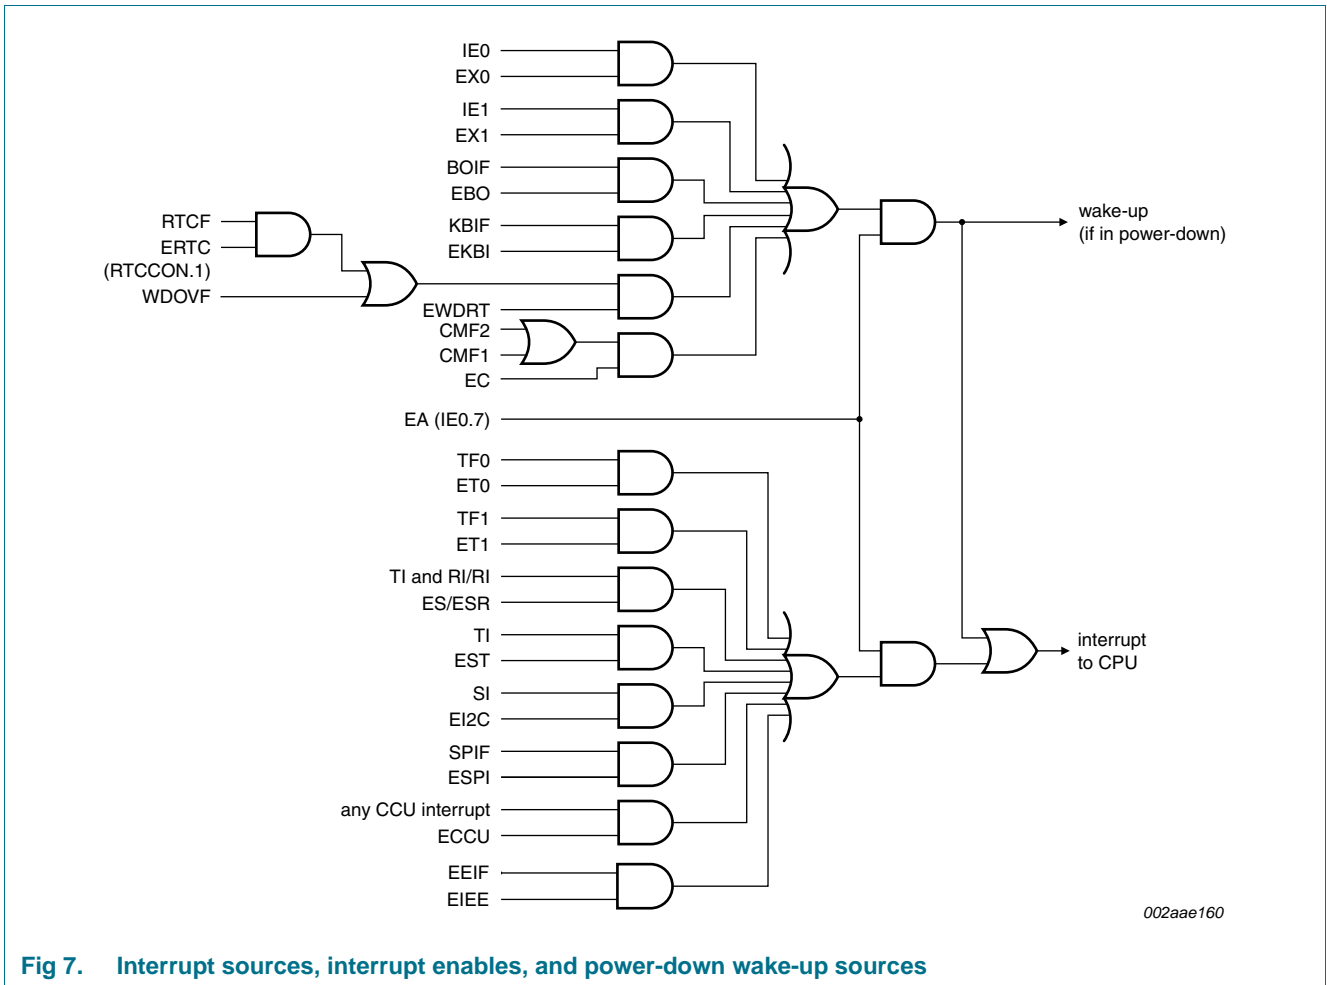 IE0
EX0
IE1
EX1
BOIF
EBO
KBIF
EKBI
RTCF
ERTC
(RTCCON.1)
WDOVF
EWDRT
CMF2
CMF1
EC
wake-up
(if in power-down)
EA (IE0.7)
TF0
ET0
TF1
ET1
TI and RI/RI
ES/ESR
TI
EST
SI
EI2C
SPIF
ESPI
any CCU interrupt
ECCU
EEIF
EIEE
interrupt
to CPU
002aae160
Fig 7. Interrupt sources, interrupt enables, and power-down wake-up sources